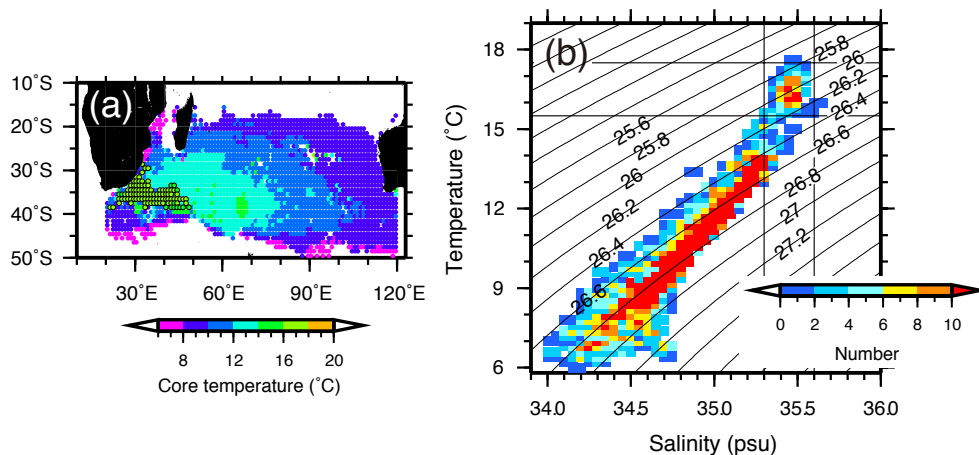 (a)
10˚S
20˚S
30˚S
40˚S
50˚S
30˚E
60˚E
90˚E
120˚E
8
12
16
20
Core temperature (˚C)
(b)
Temperature (˚C)
18
15
12
9
6
34.0
34.5
35.0
35.5
36.0
Salinity (psu)
25.8
26
26.2
26.4
26.6
26.8
27
27.2
25.6
25.8
26
26.2
26.4
26.6
0
2
4
6
8
10
Number